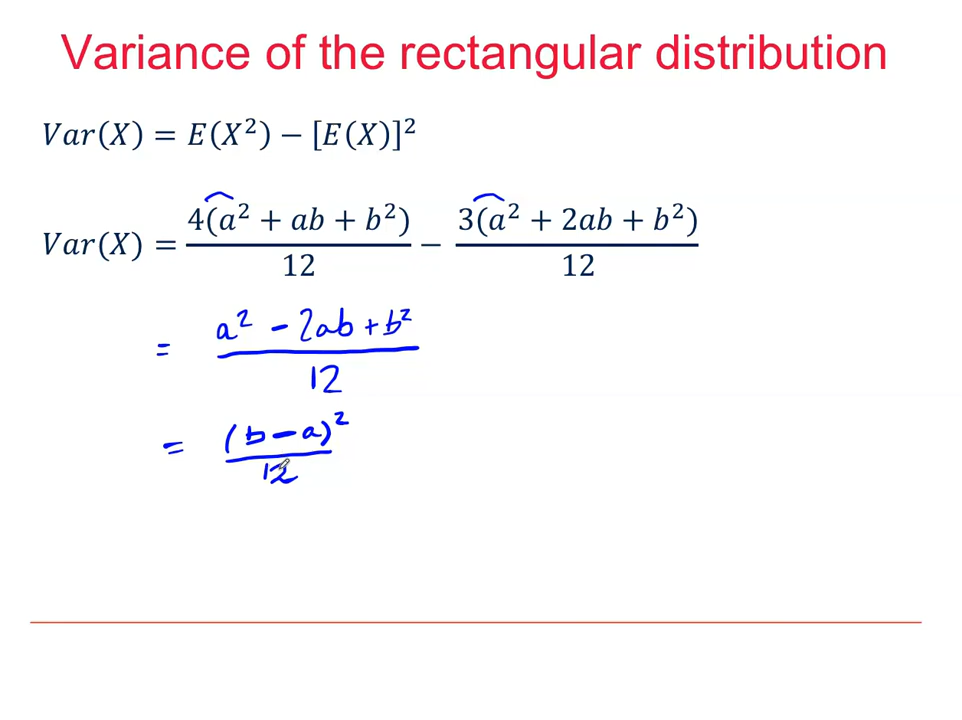 Variance of the rectangular distribution
Var(X) = E(X²) − [E(X)]²
Var(X) = 4(a² + ab + b²)/12 − 3(a² + 2ab + b²)/12
= a² - 2ab + b² / 12
= (b - a)² / 12